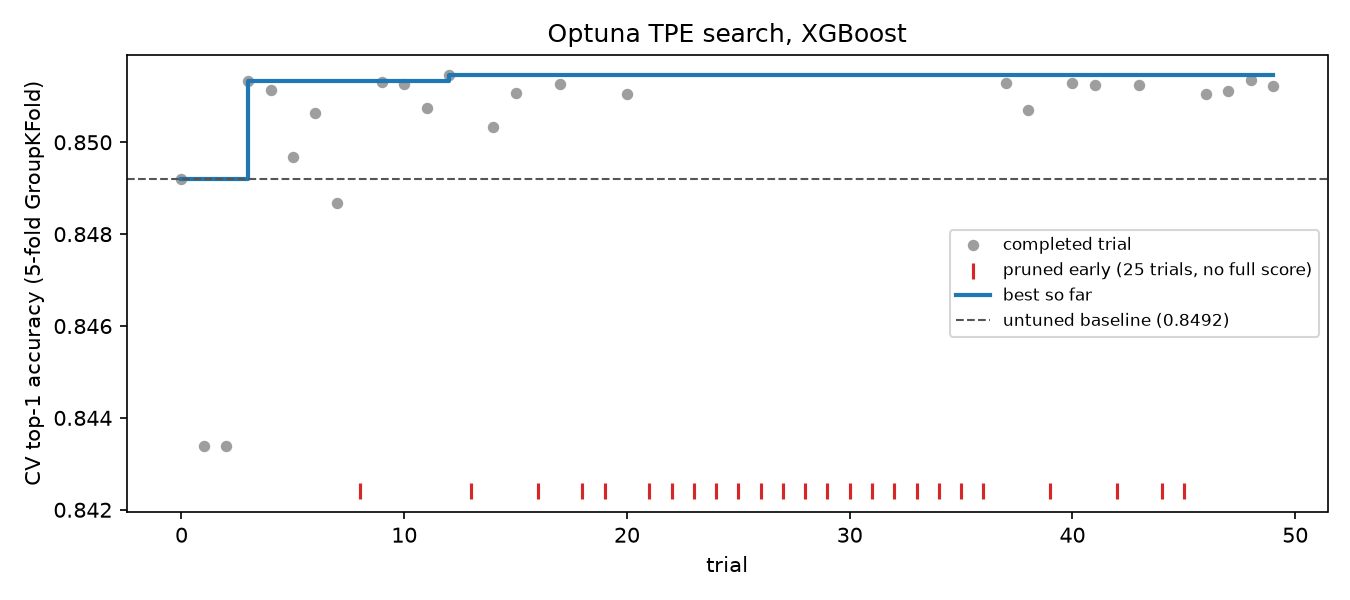 Optuna TPE search, XGBoost
CV top-1 accuracy (5-fold GroupKFold)
0.850
0.848
0.846
0.844
0.842
completed trial
pruned early (25 trials, no full score)
best so far
untuned baseline (0.8492)
0 10 20 30 40 50
trial